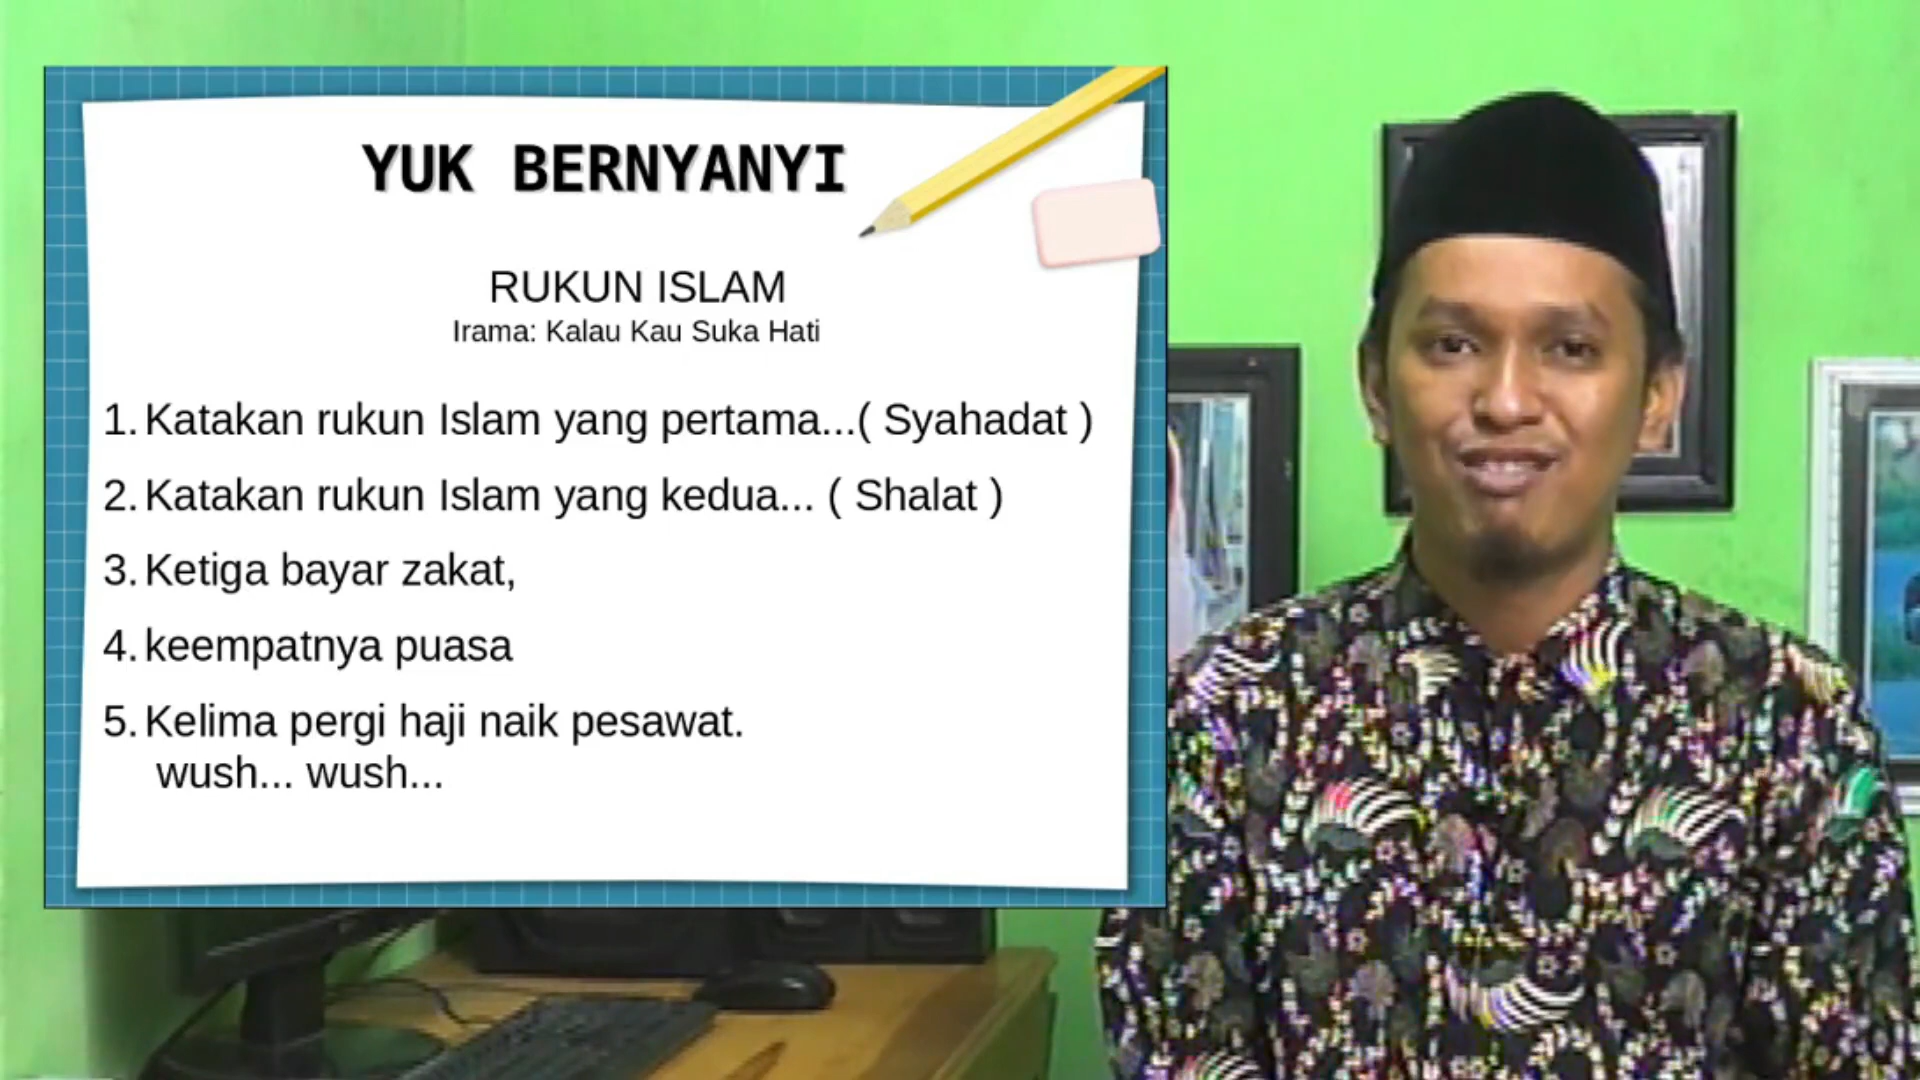 YUK BERNYANYI
RUKUN ISLAM
Irama: Kalau Kau Suka Hati
1. Katakan rukun Islam yang pertama...( Syahadat )
2. Katakan rukun Islam yang kedua... ( Shalat )
3. Ketiga bayar zakat,
4. keempatnya puasa
5. Kelima pergi haji naik pesawat.
wush... wush...